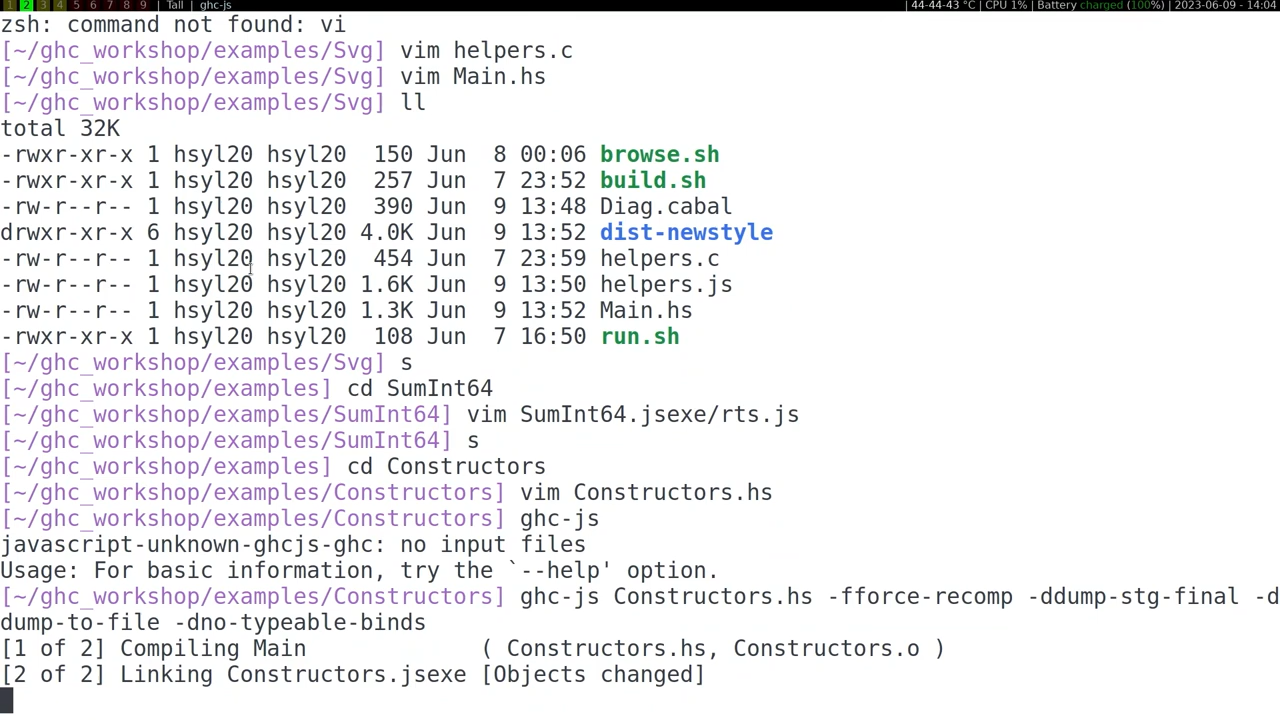 1 2 3 4 5 6 7 8 9 | Tall | ghc-js | 44-44-43 °C | CPU 1% | Battery charged (100%) | 2023-06-09 - 14:04
zsh: command not found: vi
[~/ghc_workshop/examples/Svg] vim helpers.c
[~/ghc_workshop/examples/Svg] vim Main.hs
[~/ghc_workshop/examples/Svg] ll
total 32K
-rwxr-xr-x 1 hsyl20 hsyl20  150 Jun  8 00:06 browse.sh
-rwxr-xr-x 1 hsyl20 hsyl20  257 Jun  7 23:52 build.sh
-rw-r--r-- 1 hsyl20 hsyl20  390 Jun  9 13:48 Diag.cabal
drwxr-xr-x 6 hsyl20 hsyl20 4.0K Jun  9 13:52 dist-newstyle
-rw-r--r-- 1 hsyl20 hsyl20  454 Jun  7 23:59 helpers.c
-rw-r--r-- 1 hsyl20 hsyl20 1.6K Jun  9 13:50 helpers.js
-rw-r--r-- 1 hsyl20 hsyl20 1.3K Jun  9 13:52 Main.hs
-rwxr-xr-x 1 hsyl20 hsyl20  108 Jun  7 16:50 run.sh
[~/ghc_workshop/examples/Svg] s
[~/ghc_workshop/examples] cd SumInt64
[~/ghc_workshop/examples/SumInt64] vim SumInt64.jsexe/rts.js
[~/ghc_workshop/examples/SumInt64] s
[~/ghc_workshop/examples] cd Constructors
[~/ghc_workshop/examples/Constructors] vim Constructors.hs
[~/ghc_workshop/examples/Constructors] ghc-js
javascript-unknown-ghcjs-ghc: no input files
Usage: For basic information, try the `--help' option.
[~/ghc_workshop/examples/Constructors] ghc-js Constructors.hs -fforce-recomp -ddump-stg-final -d
dump-to-file -dno-typeable-binds
[1 of 2] Compiling Main             ( Constructors.hs, Constructors.o )
[2 of 2] Linking Constructors.jsexe [Objects changed]